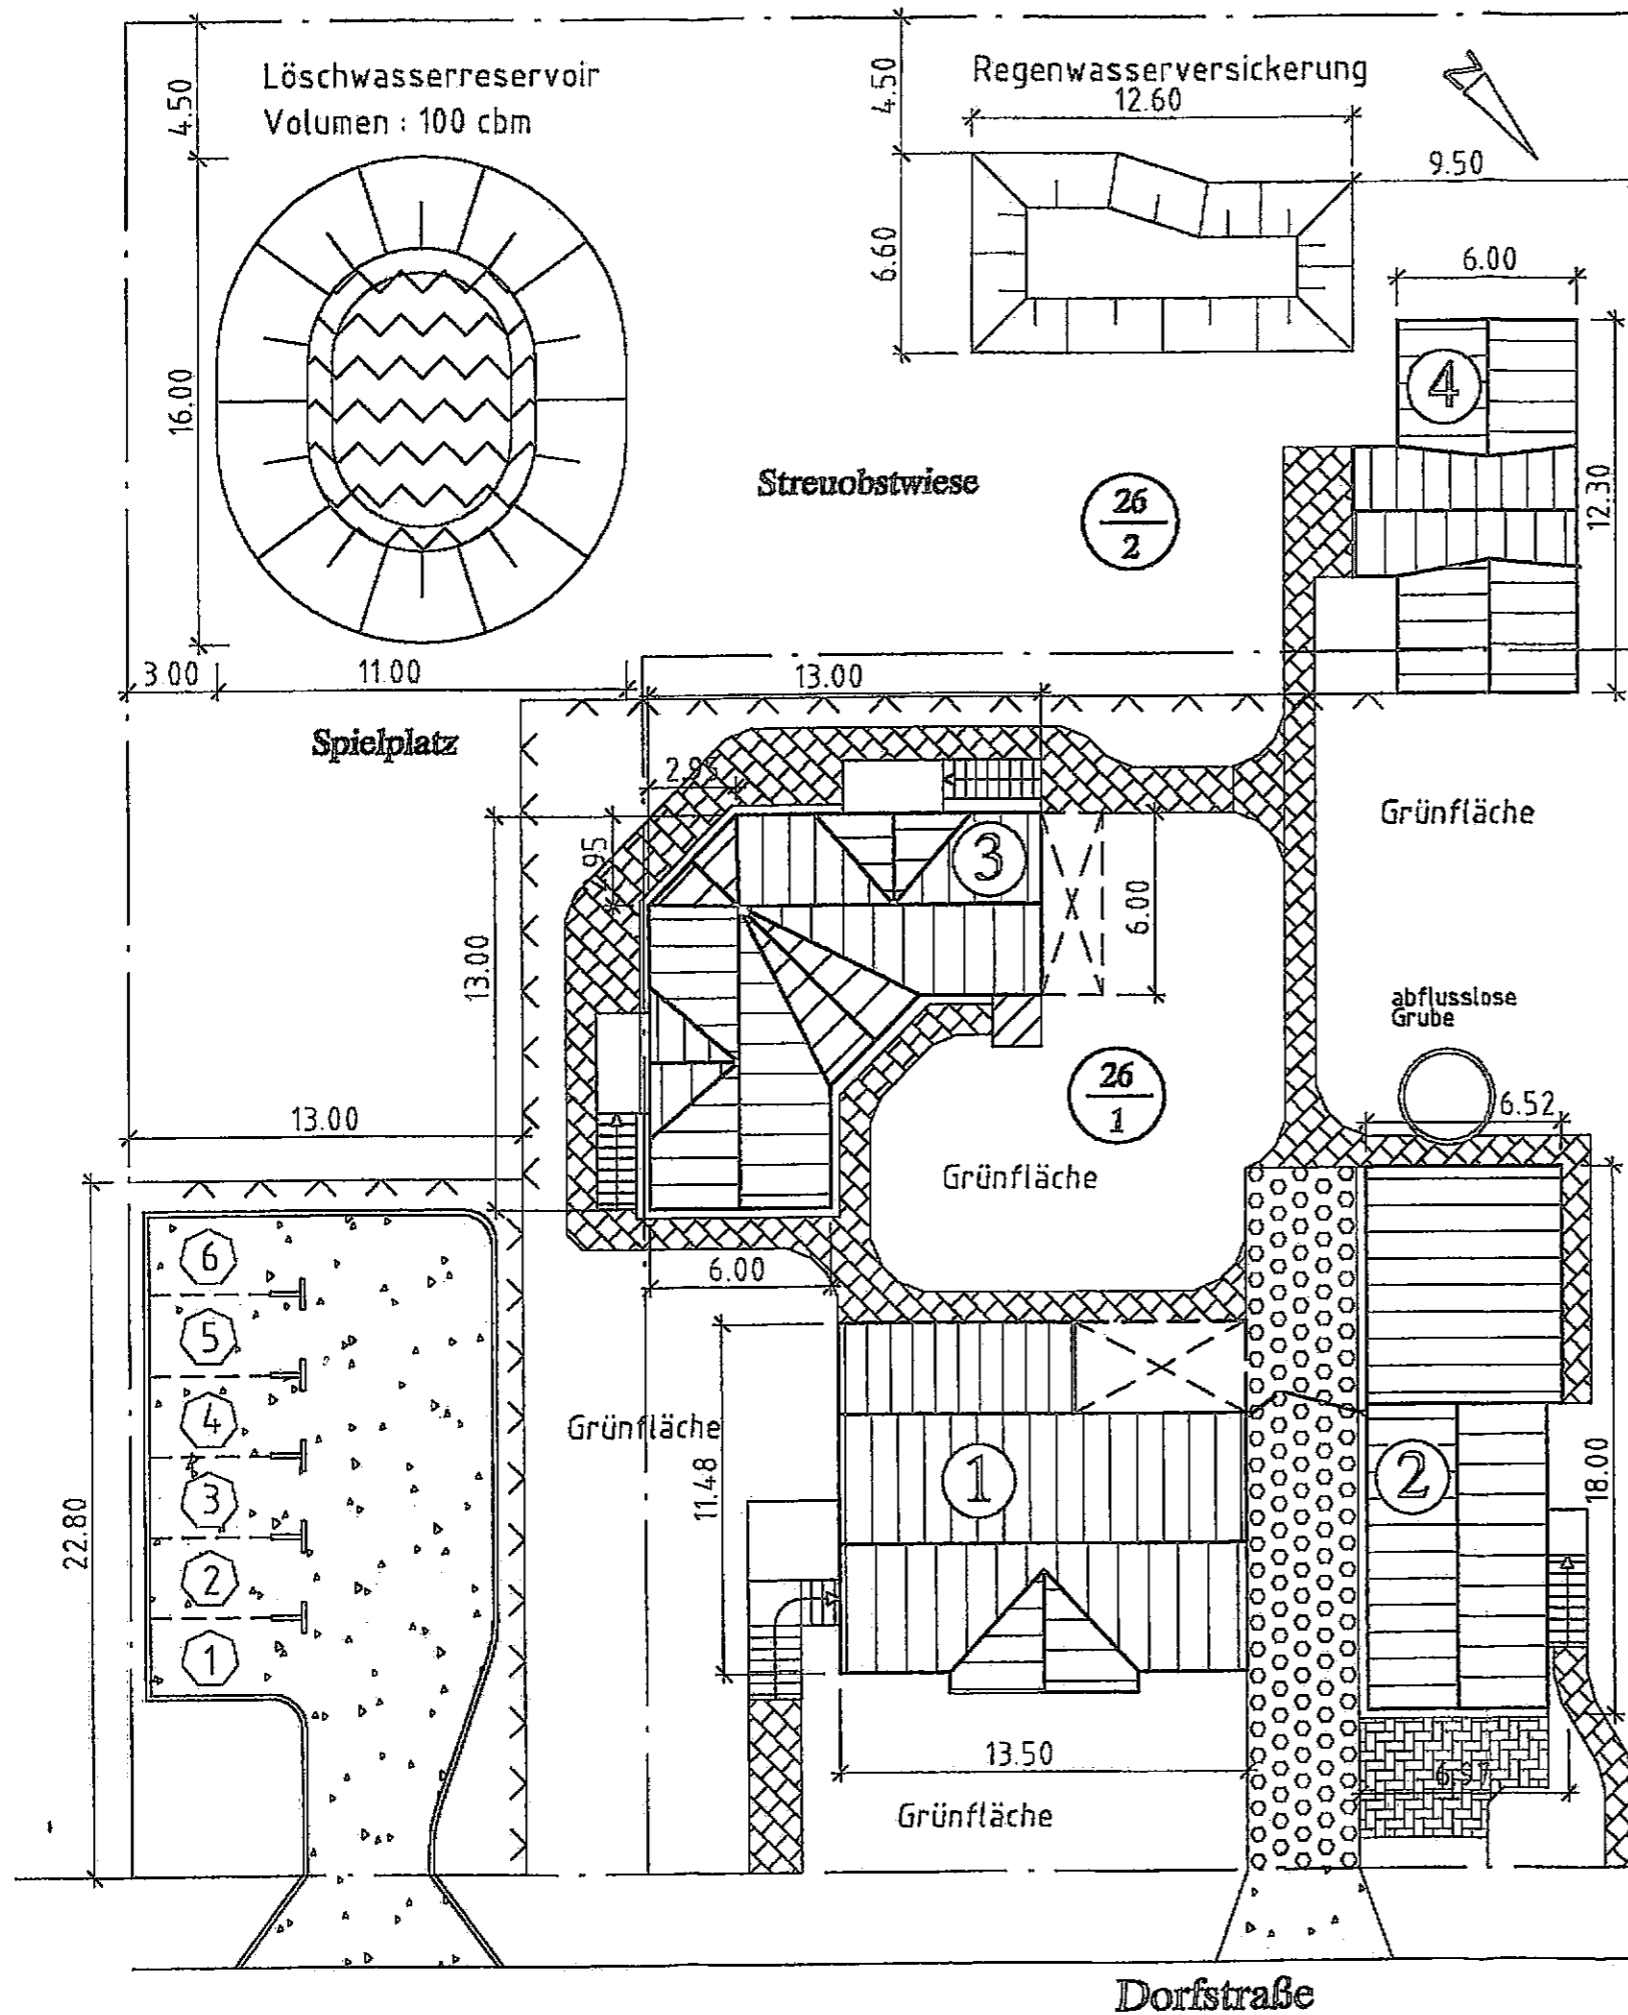 Löschwasserreservoir
Volumen : 100 cbm
4.50
4.50
Regenwasserversickerung
12.60
N
9.50
6.60
6.00
16.00
4
12.30
Streuobstwiese
26
2
3.00
11.00
13.00
Spielplatz
2.95
Grünfläche
3
6.00
13.00
abflusslose
Grube
26
1
6.52
13.00
Grünfläche
6
6.00
5
4
Grünfläche
11.48
1
2
18.00
3
22.80
2
1
13.50
Grünfläche
Dorfstraße